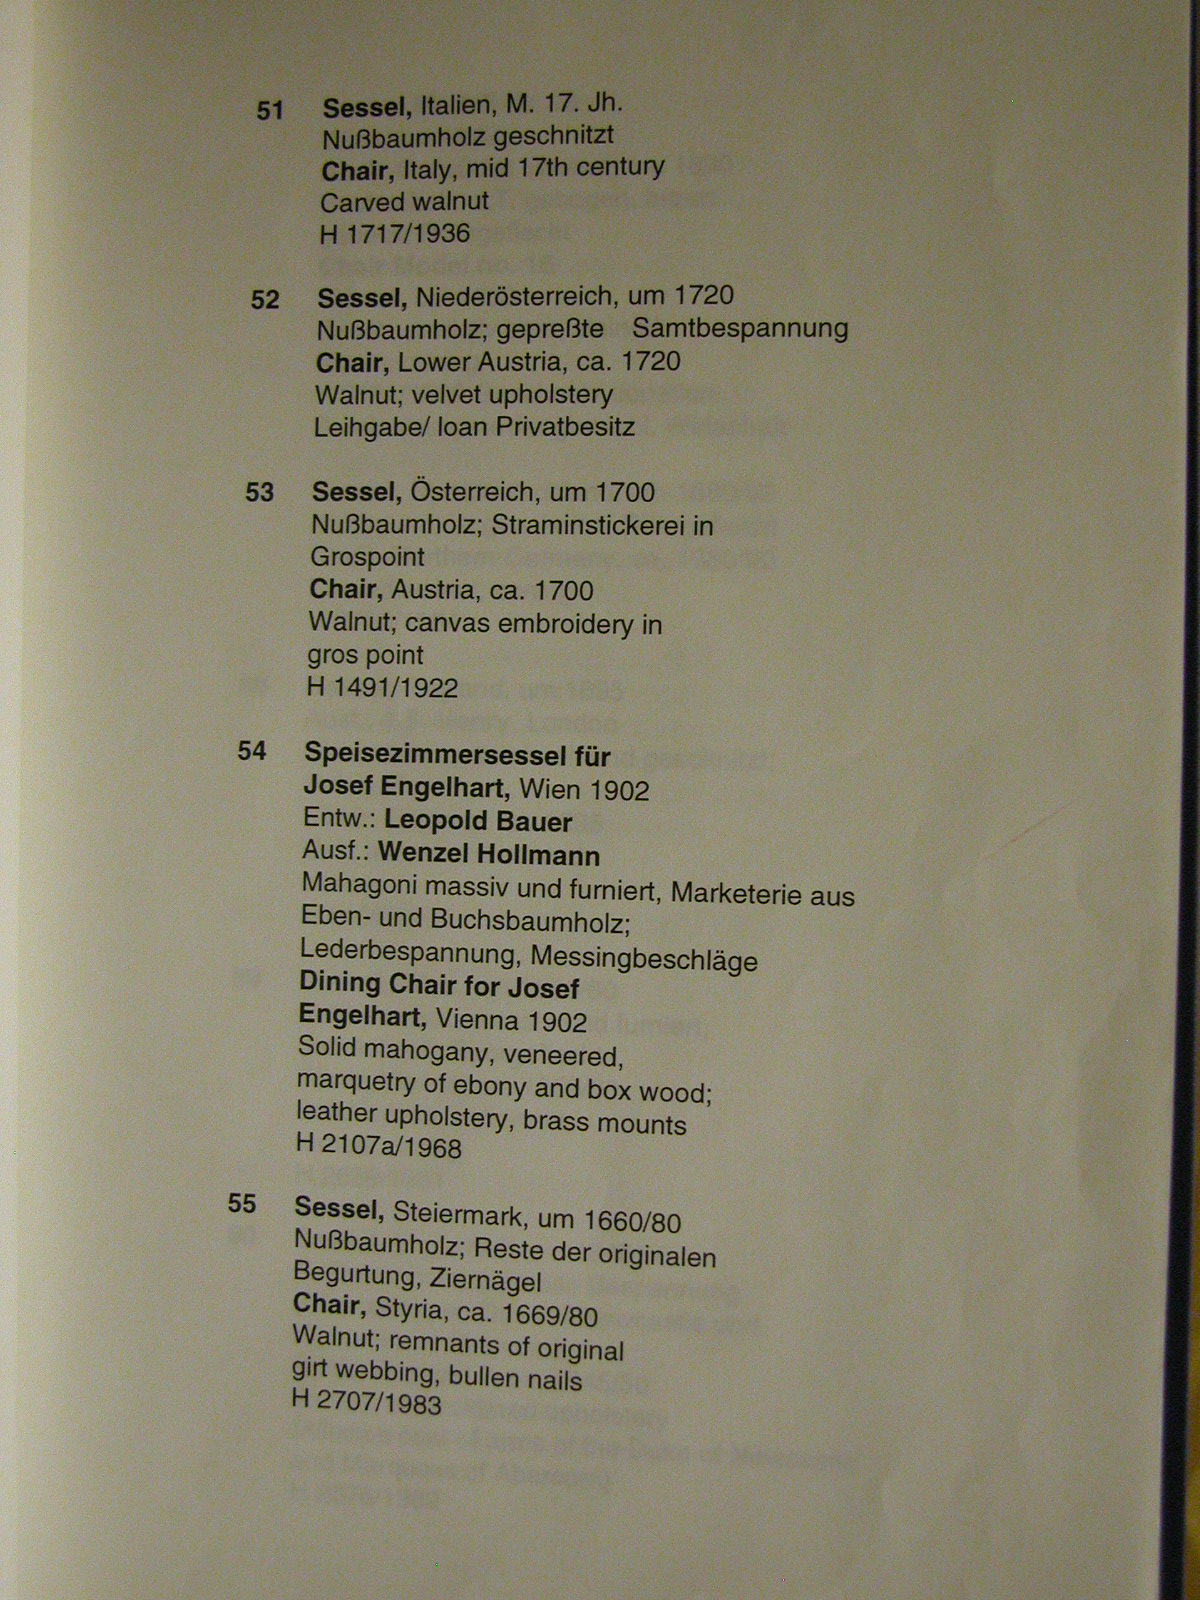 51 Sessel, Italien, M. 17. Jh.
Nußbaumholz geschnitzt
Chair, Italy, mid 17th century
Carved walnut
H 1717/1936
52 Sessel, Niederösterreich, um 1720
Nußbaumholz; gepreßte Samtbespannung
Chair, Lower Austria, ca. 1720
Walnut; velvet upholstery
Leihgabe/ loan Privatbesitz
53 Sessel, Österreich, um 1700
Nußbaumholz; Straminstickerei in
Grospoint
Chair, Austria, ca. 1700
Walnut; canvas embroidery in
gros point
H 1491/1922
54 Speisezimmersessel für
Josef Engelhart, Wien 1902
Entw.: Leopold Bauer
Ausf.: Wenzel Hollmann
Mahagoni massiv und furniert, Marketerie aus
Eben- und Buchsbaumholz;
Lederbespannung, Messingbeschläge
Dining Chair for Josef
Engelhart, Vienna 1902
Solid mahogany, veneered,
marquetry of ebony and box wood;
leather upholstery, brass mounts
H 2107a/1968
55 Sessel, Steiermark, um 1660/80
Nußbaumholz; Reste der originalen
Begurtung, Ziernägel
Chair, Styria, ca. 1669/80
Walnut; remnants of original
girt webbing, bullen nails
H 2707/1983